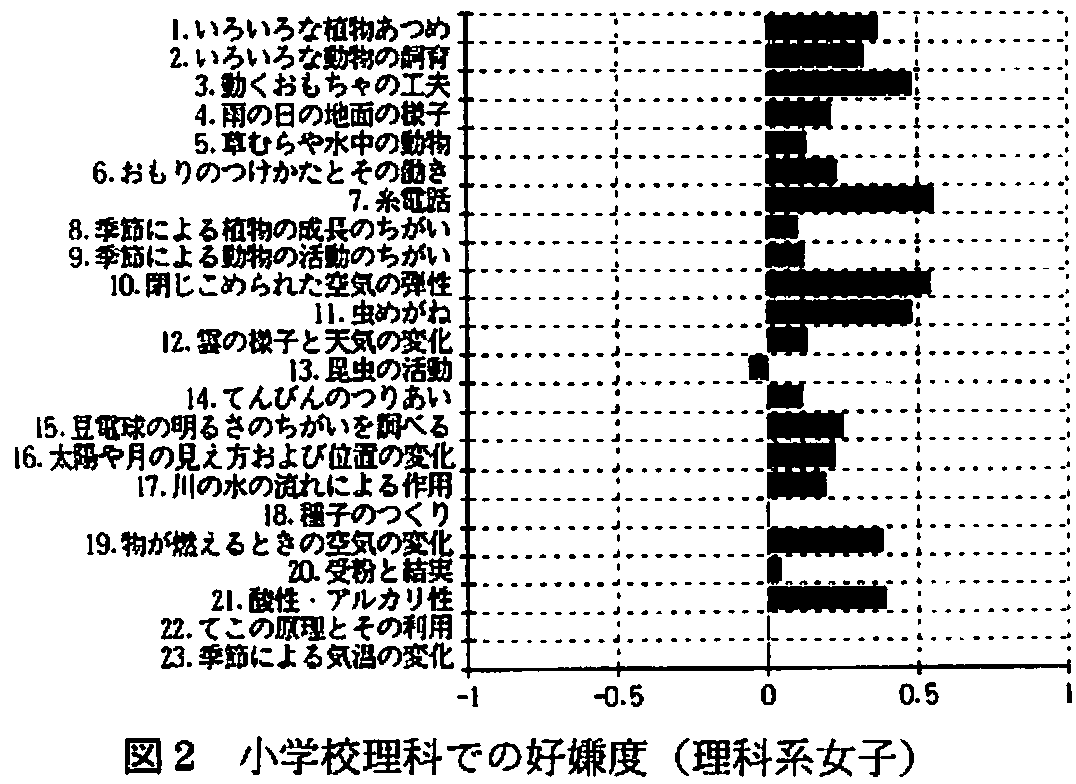 1.いろいろな植物あつめ
2.いろいろな動物の飼育
3.動くおもちゃの工夫
4.雨の日の地面の様子
5.草むらや水中の動物
6.おもりのつけかたとその働き
7.糸電話
8.季節による植物の成長のちがい
9.季節による動物の活動のちがい
10.閉じこめられた空気の弾性
11.虫めがね
12.雲の様子と天気の変化
13.昆虫の活動
14.てんびんのつりあい
15.豆電球の明るさのちがいを調べる
16.太陽や月の見え方および位置の変化
17.川の水の流れによる作用
18.種子のつくり
19.物が燃えるときの空気の変化
20.受粉と結実
21.酸性・アルカリ性
22.てこの原理とその利用
23.季節による気温の変化
-1 -0.5 0 0.5 1
図2 小学校理科での好嫌度（理科系女子）